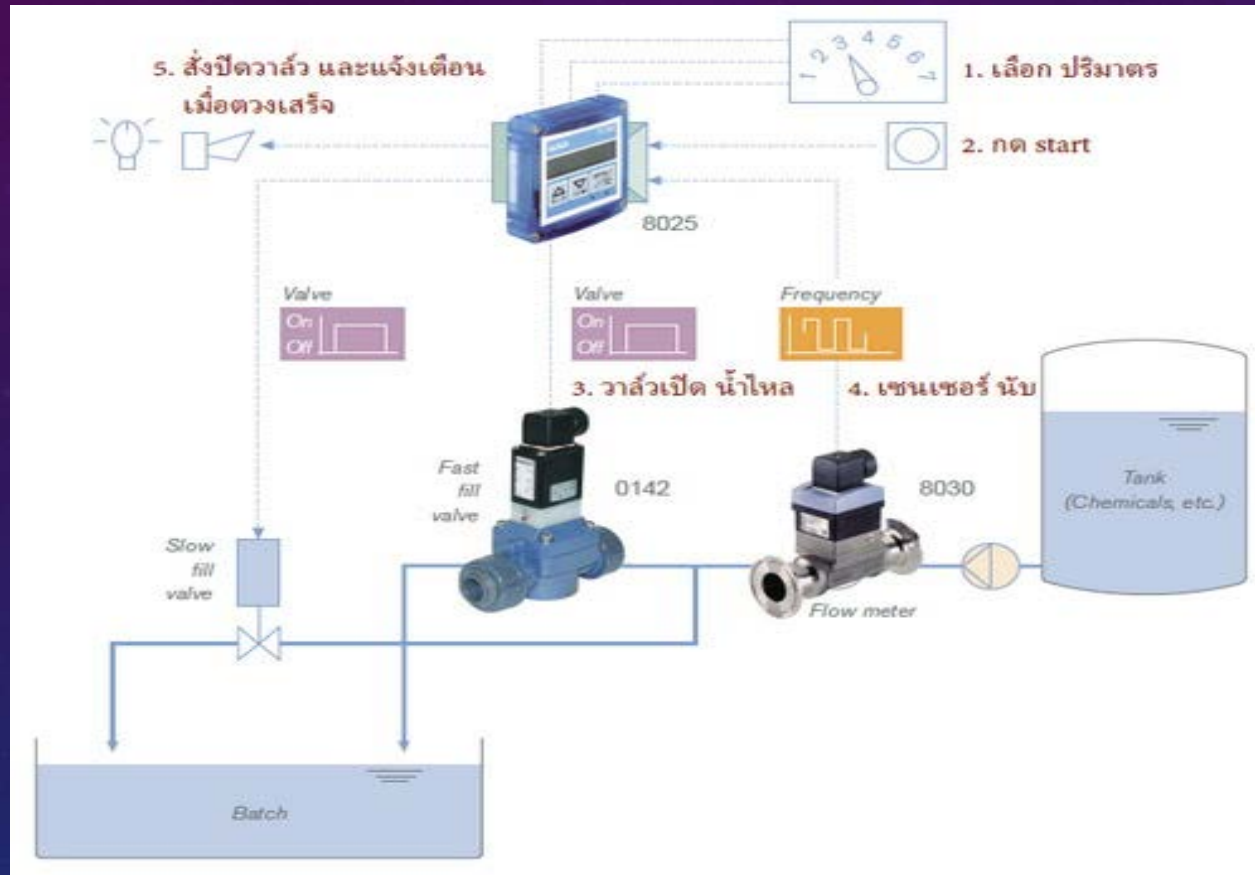 5. สั่งปิดวาล์ว และแจ้งเตือน
เมื่อตวงเสร็จ
1 2 3 4 5 6 7
1. เลือก ปริมาตร
2. กด start
8025
Valve
On
Off
Valve
On
Off
Frequency
3. วาล์วเปิด น้ำไหล
4. เซนเซอร์ นับ
Fast
fill
valve
0142
8030
Tank
(Chemicals, etc.)
Slow
fill
valve
Flow meter
Batch